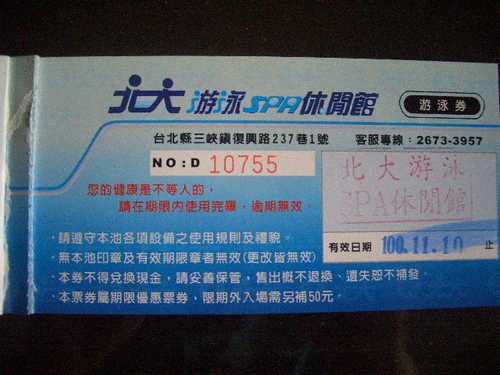 北大 游泳SPA休閒館
游泳券
台北縣三峽鎮復興路237巷1號 客服專線：2673-3957
NO:D 10755
北大游泳
SPA休閒館
您的健康是不等人的，
請在期限內使用完畢，逾期無效。
有效日期 100.11.10 止
·請遵守本池各項設備之使用規則及禮貌。
·無本池印章及有效期限章者無效(更改皆無效)
·本券不得兌換現金，請妥善保管，售出概不退換、遺失恕不補發。
·本票券屬期限優惠票券，限期外入場需另補50元。